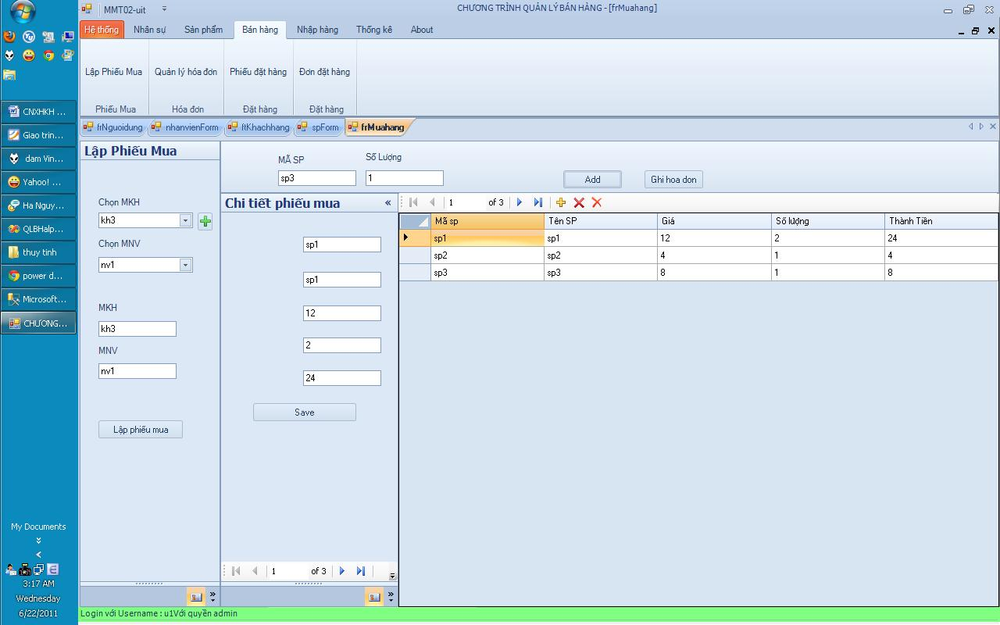 MMT02-uit
CHƯƠNG TRÌNH QUẢN LÝ BÁN HÀNG - [frMuahang]
Hệ thống Nhân sự Sản phẩm Bán hàng Nhập hàng Thống kê About
Lập Phiếu Mua Quản lý hóa đơn Phiếu đặt hàng Đơn đặt hàng
Phiếu Mua Hóa đơn Đặt hàng Đặt hàng
frNguoidung nhanvienForm ftKhachhang spForm frMuahang
CNXHKH ...
Giao trin...
dam Vin...
Yahoo! ...
Ha Nguy...
QLBHalp...
thuy tinh
power d...
Microsoft...
CHƯƠNG...
My Documents
3:17 AM
Wednesday
6/22/2011
Lập Phiếu Mua
Chọn MKH
kh3
Chọn MNV
nv1
MKH
kh3
MNV
nv1
Lập phiếu mua
MÃ SP Số Lượng
sp3 1 Add Ghi hoa don
Chi tiết phiếu mua «
sp1
sp1
12
2
24
Save
1 of 3
1 of 3
Mã sp Tên SP Giá Số lượng Thành Tiền
sp1 sp1 12 2 24
sp2 sp2 4 1 4
sp3 sp3 8 1 8
Login với Username : u1Với quyền admin